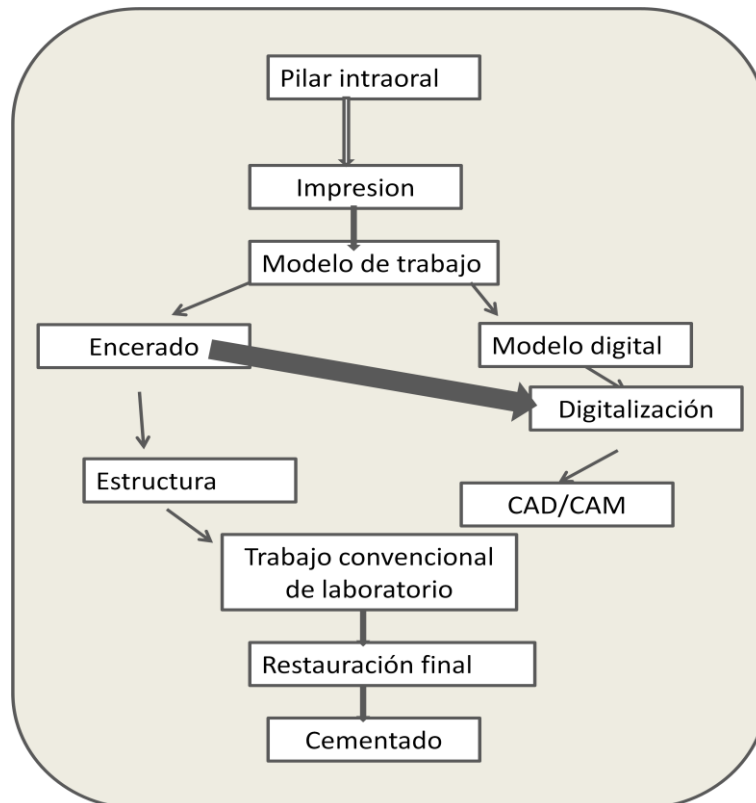 Pilar intraoral
Impresion
Modelo de trabajo
Encerado
Modelo digital
Digitalización
Estructura
CAD/CAM
Trabajo convencional
de laboratorio
Restauración final
Cementado